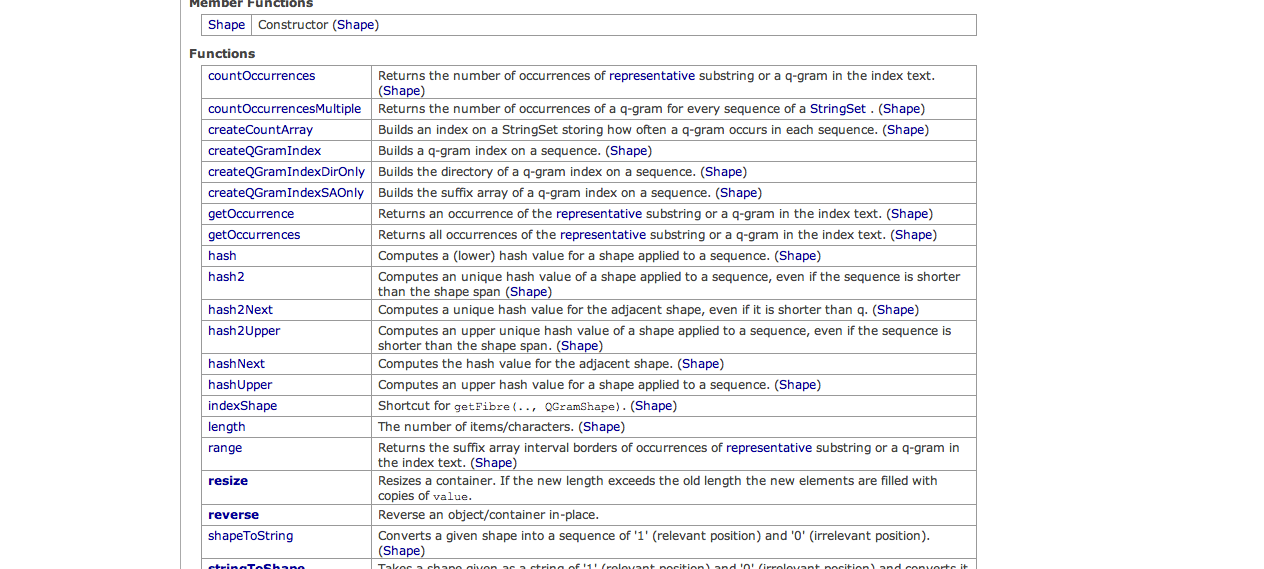 Member Functions
Shape Constructor (Shape)
Functions
countOccurrences Returns the number of occurrences of representative substring or a q-gram in the index text.
(Shape)
countOccurrencesMultiple Returns the number of occurrences of a q-gram for every sequence of a StringSet . (Shape)
createCountArray Builds an index on a StringSet storing how often a q-gram occurs in each sequence. (Shape)
createQGramIndex Builds a q-gram index on a sequence. (Shape)
createQGramIndexDirOnly Builds the directory of a q-gram index on a sequence. (Shape)
createQGramIndexSAOnly Builds the suffix array of a q-gram index on a sequence. (Shape)
getOccurrence Returns an occurrence of the representative substring or a q-gram in the index text. (Shape)
getOccurrences Returns all occurrences of the representative substring or a q-gram in the index text. (Shape)
hash Computes a (lower) hash value for a shape applied to a sequence. (Shape)
hash2 Computes an unique hash value of a shape applied to a sequence, even if the sequence is shorter
than the shape span (Shape)
hash2Next Computes a unique hash value for the adjacent shape, even if it is shorter than q. (Shape)
hash2Upper Computes an upper unique hash value of a shape applied to a sequence, even if the sequence is
shorter than the shape span. (Shape)
hashNext Computes the hash value for the adjacent shape. (Shape)
hashUpper Computes an upper hash value for a shape applied to a sequence. (Shape)
indexShape Shortcut for getFibre(.., QGramShape). (Shape)
length The number of items/characters. (Shape)
range Returns the suffix array interval borders of occurrences of representative substring or a q-gram in
the index text. (Shape)
resize Resizes a container. If the new length exceeds the old length the new elements are filled with
copies of value.
reverse Reverse an object/container in-place.
shapeToString Converts a given shape into a sequence of '1' (relevant position) and '0' (irrelevant position).
(Shape)
stringToShape Takes a shape given as a string of '1' (relevant position) and '0' (irrelevant position) and converts it